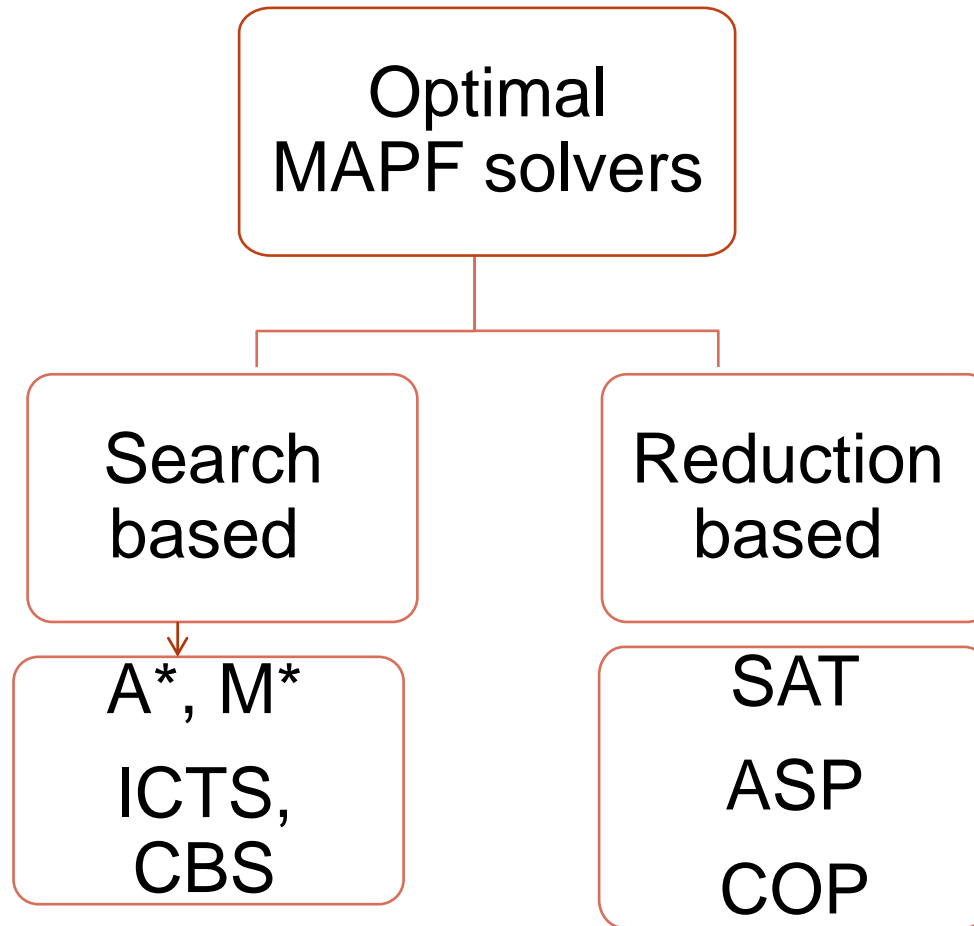 Optimal
MAPF solvers
Search
based
Reduction
based
A*, M*
ICTS,
CBS
SAT
ASP
COP